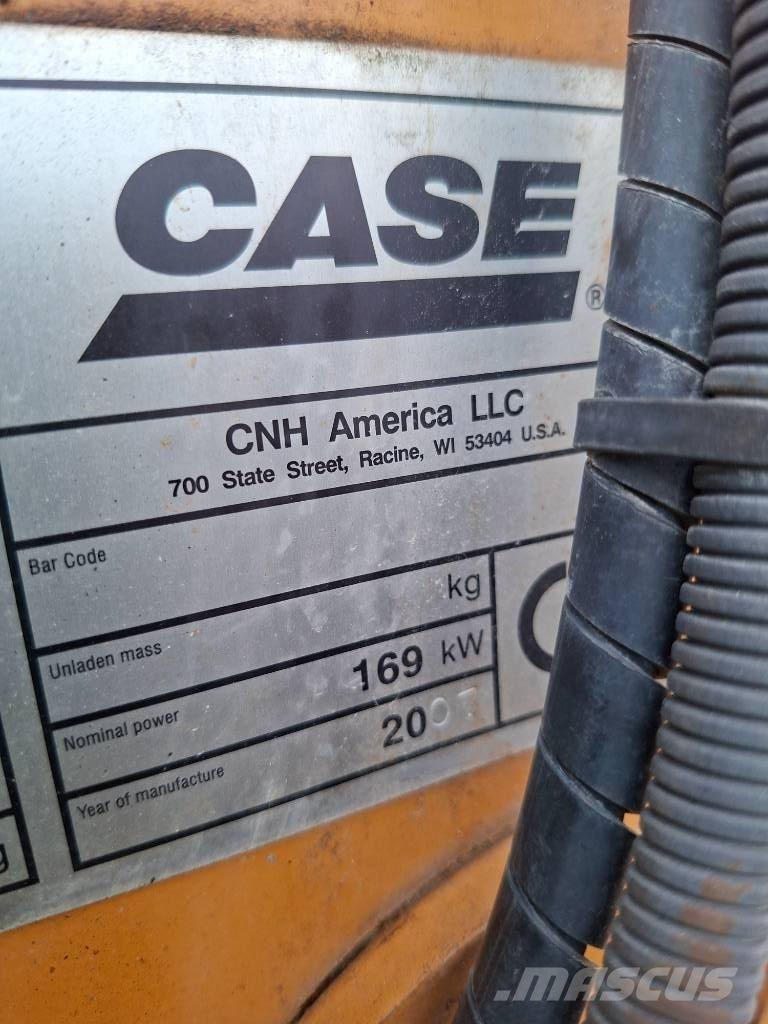 CASE
®
CNH America LLC
700 State Street, Racine, WI 53404 U.S.A.
Bar Code
Unladen mass kg
Nominal power 169 kW
Year of manufacture 2007
g
MASCUS